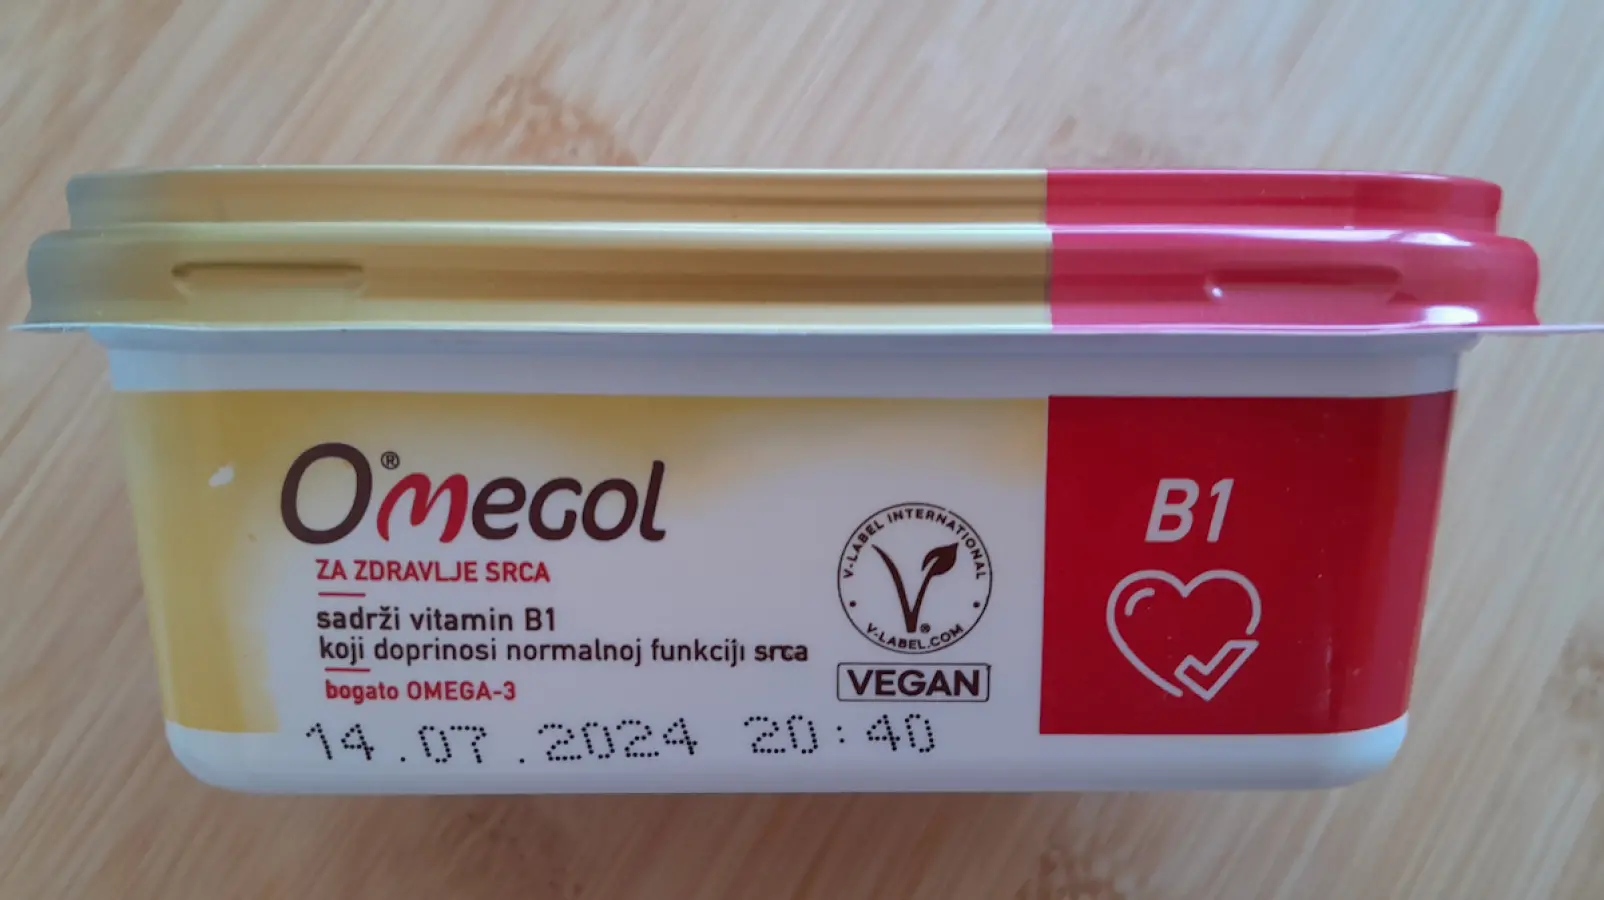 Omegol®
ZA ZDRAVLJE SRCA
sadrži vitamin B1
koji doprinosi normalnoj funkciji srca
bogato OMEGA-3
14.07.2024 20:40
V-LABEL INTERNATIONAL
®
V-LABEL.COM
VEGAN
B1